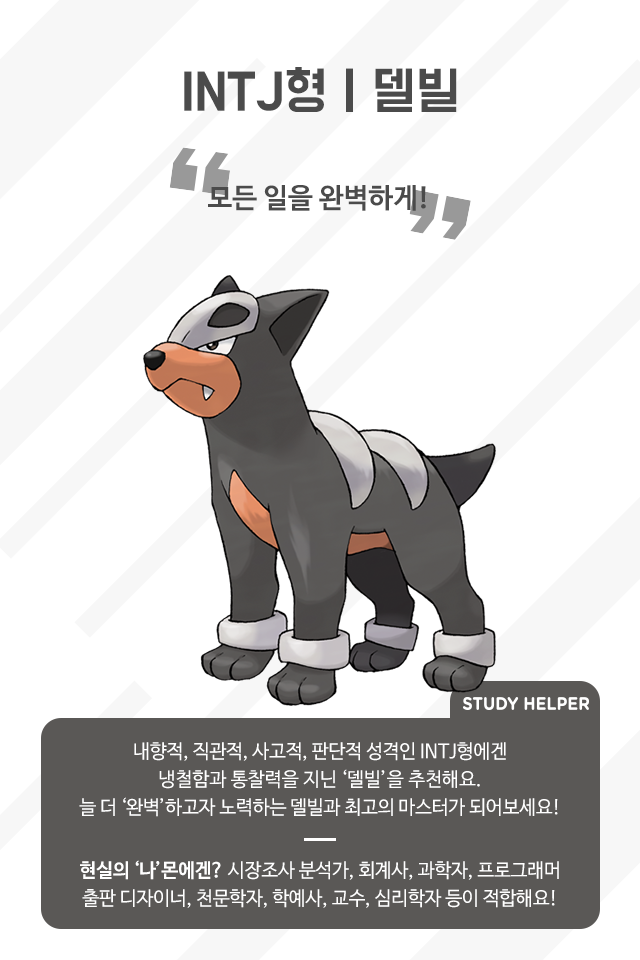 INTJ형 | 델빌
“모든 일을 완벽하게!”
STUDY HELPER
내향적, 직관적, 사고적, 판단적 성격인 INTJ형에겐
냉철함과 통찰력을 지닌 ‘델빌’을 추천해요.
늘 더 ‘완벽’하고자 노력하는 델빌과 최고의 마스터가 되어보세요!
현실의 ‘나’몬에겐? 시장조사 분석가, 회계사, 과학자, 프로그래머
출판 디자이너, 천문학자, 학예사, 교수, 심리학자 등이 적합해요!